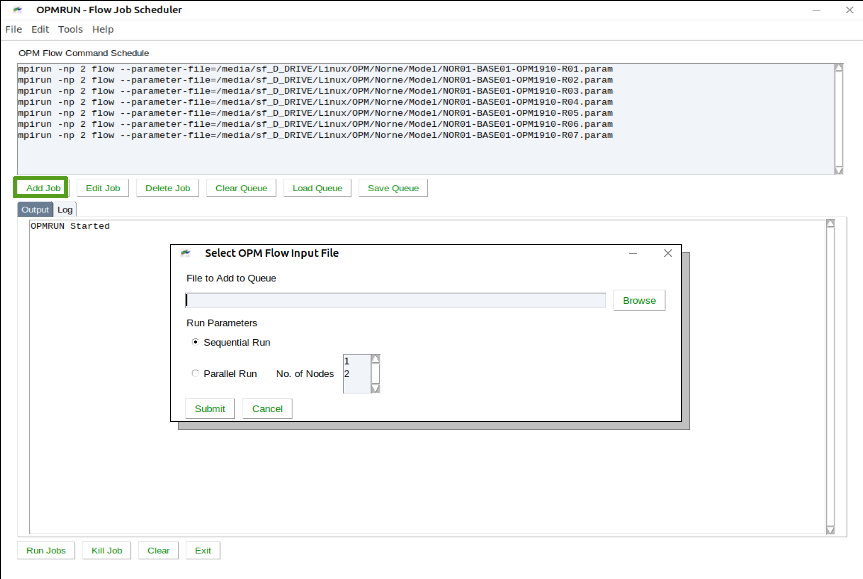 OPMRUN - Flow Job Scheduler
File Edit Tools Help
OPM Flow Command Schedule
mpirun -np 2 flow --parameter-file=/media/sf_D_DRIVE/Linux/OPM/Norne/Model/NOR01-BASE01-OPM1910-R01.param
mpirun -np 2 flow --parameter-file=/media/sf_D_DRIVE/Linux/OPM/Norne/Model/NOR01-BASE01-OPM1910-R02.param
mpirun -np 2 flow --parameter-file=/media/sf_D_DRIVE/Linux/OPM/Norne/Model/NOR01-BASE01-OPM1910-R03.param
mpirun -np 2 flow --parameter-file=/media/sf_D_DRIVE/Linux/OPM/Norne/Model/NOR01-BASE01-OPM1910-R04.param
mpirun -np 2 flow --parameter-file=/media/sf_D_DRIVE/Linux/OPM/Norne/Model/NOR01-BASE01-OPM1910-R05.param
mpirun -np 2 flow --parameter-file=/media/sf_D_DRIVE/Linux/OPM/Norne/Model/NOR01-BASE01-OPM1910-R06.param
mpirun -np 2 flow --parameter-file=/media/sf_D_DRIVE/Linux/OPM/Norne/Model/NOR01-BASE01-OPM1910-R07.param
Add Job Edit Job Delete Job Clear Queue Load Queue Save Queue
Output Log
OPMRUN Started
Select OPM Flow Input File
File to Add to Queue
Browse
Run Parameters
Sequential Run
1
Parallel Run No. of Nodes 2
Submit Cancel
Run Jobs Kill Job Clear Exit